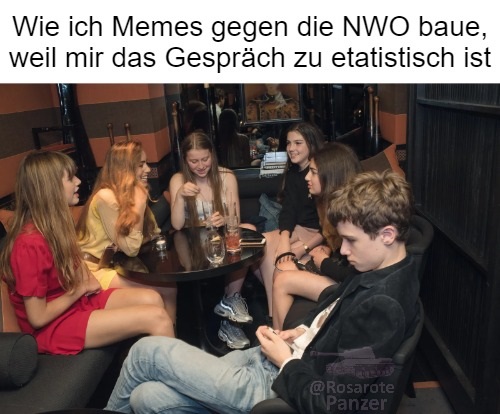 Wie ich Memes gegen die NWO baue,
weil mir das Gespräch zu etatistisch ist
@Rosarote
Panzer